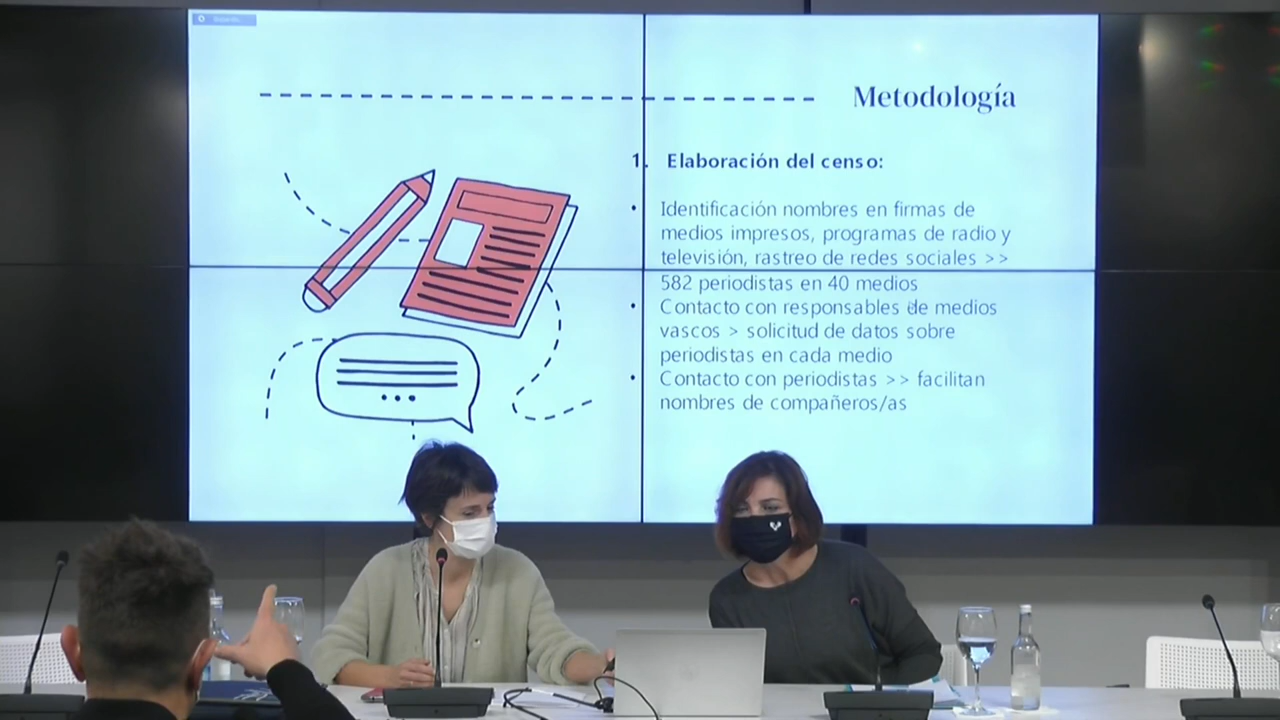 Metodología
1. Elaboración del censo:
• Identificación nombres en firmas de
medios impresos, programas de radio y
televisión, rastreo de redes sociales >>
582 periodistas en 40 medios
• Contacto con responsables de medios
vascos > solicitud de datos sobre
periodistas en cada medio
• Contacto con periodistas >> facilitan
nombres de compañeros/as